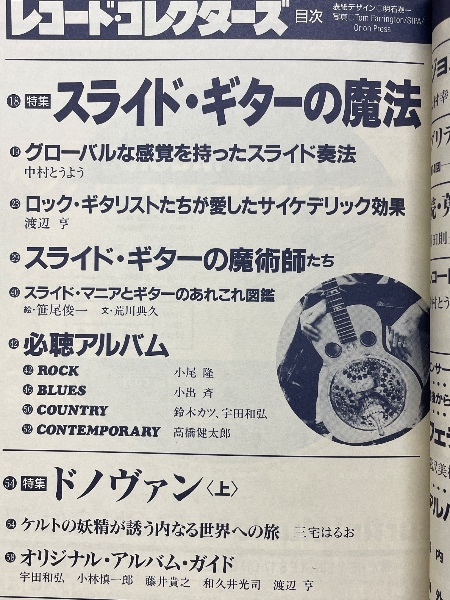 レコード・コレクターズ 目次
表紙デザイン□明石
写真□Tom Farrington/SIPA/
Orion Press
18 特集 スライド・ギターの魔法
グローバルな感覚を持ったスライド奏法
中村とうよう
23 ロック・ギタリストたちが愛したサイケデリック効果
渡辺 亨
スライド・ギターの魔術師たち
スライド・マニアとギターのあれこれ図鑑
絵・笹尾俊一 文・荒川典久
42 必聴アルバム
ROCK 小尾 隆
BLUES 小出 斉
COUNTRY 鈴木カツ、宇田和弘
CONTEMPORARY 高橋健太郎
54 特集 ドノヴァン〈上〉
54 ケルトの妖精が誘う内なる世界への旅 三宅はるお
オリジナル・アルバム・ガイド
宇田和弘 小林慎一郎 藤井貴之 和久井光司 渡辺 亨